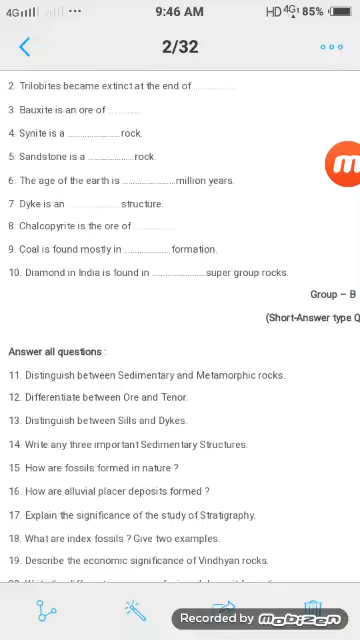 4G
9:46 AM
HD 4G 85%
2/32
2. Trilobites became extinct at the end of................
3. Bauxite is an ore of ............
4. Synite is a .......................rock.
5. Sandstone is a ....................rock.
6. The age of the earth is .......................million years.
7. Dyke is an ...................... structure.
8. Chalcopyrite is the ore of ..................
9. Coal is found mostly in ....................formation.
10. Diamond in India is found in .......................super group rocks.
Group – B
(Short-Answer type Q
Answer all questions :
11. Distinguish between Sedimentary and Metamorphic rocks.
12. Differentiate between Ore and Tenor.
13. Distinguish between Sills and Dykes.
14. Write any three important Sedimentary Structures.
15. How are fossils formed in nature ?
16. How are alluvial placer deposits formed ?
17. Explain the significance of the study of Stratigraphy.
18. What are index fossils ? Give two examples.
19. Describe the economic significance of Vindhyan rocks.
Recorded by Mobizen